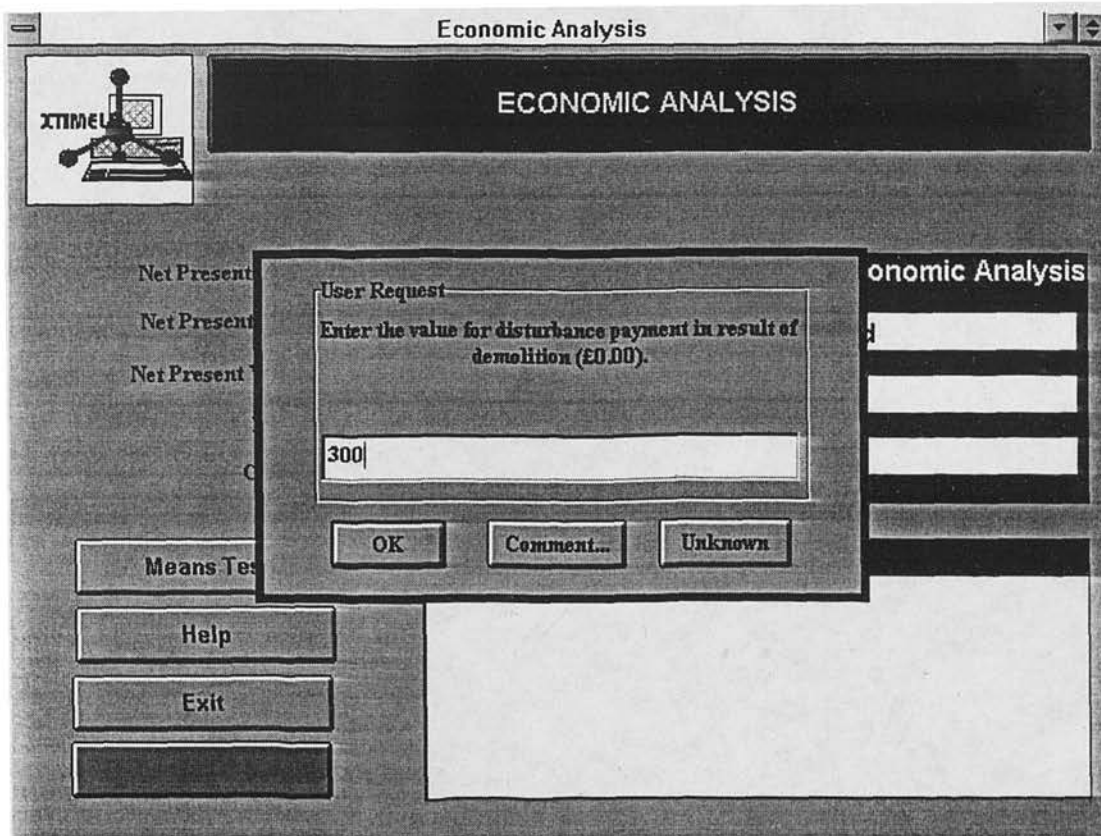 Economic Analysis
XTIMEL
ECONOMIC ANALYSIS
Net Present
onomic Analysis
User Request
Net Present
Enter the value for disturbance payment in result of
demolition (£0.00).
d
Net Present
300
OK
Comment...
Unknown
Means Tes
Help
Exit